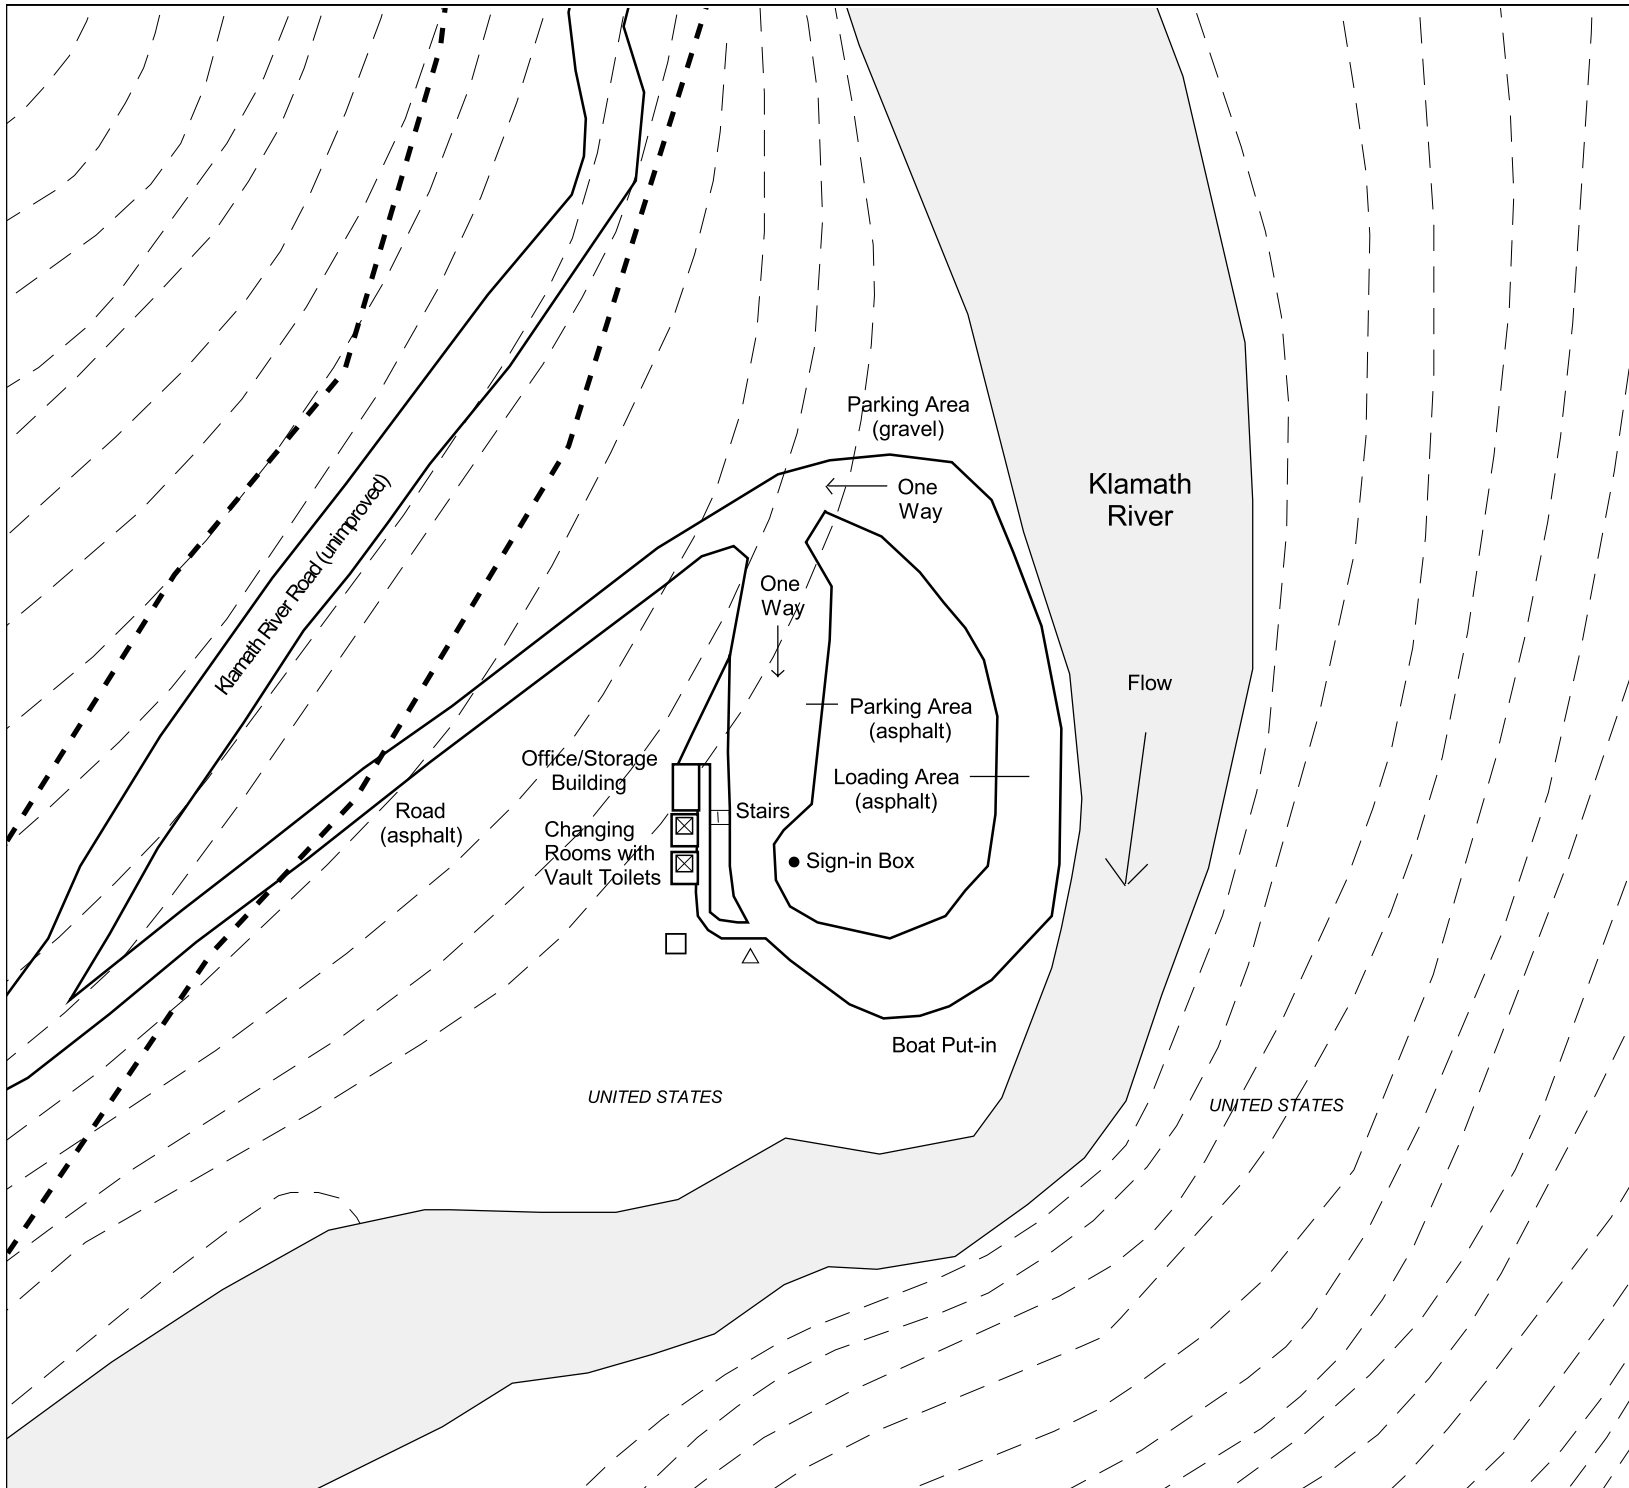 Parking Area
(gravel)
One
Way
Klamath
River
Klamath River Road (unimproved)
One
Way
Flow
Parking Area
(asphalt)
Office/Storage
Building
Loading Area
(asphalt)
Road
(asphalt)
Stairs
Changing
Rooms with
Vault Toilets
Sign-in Box
Boat Put-in
UNITED STATES
UNITED STATES